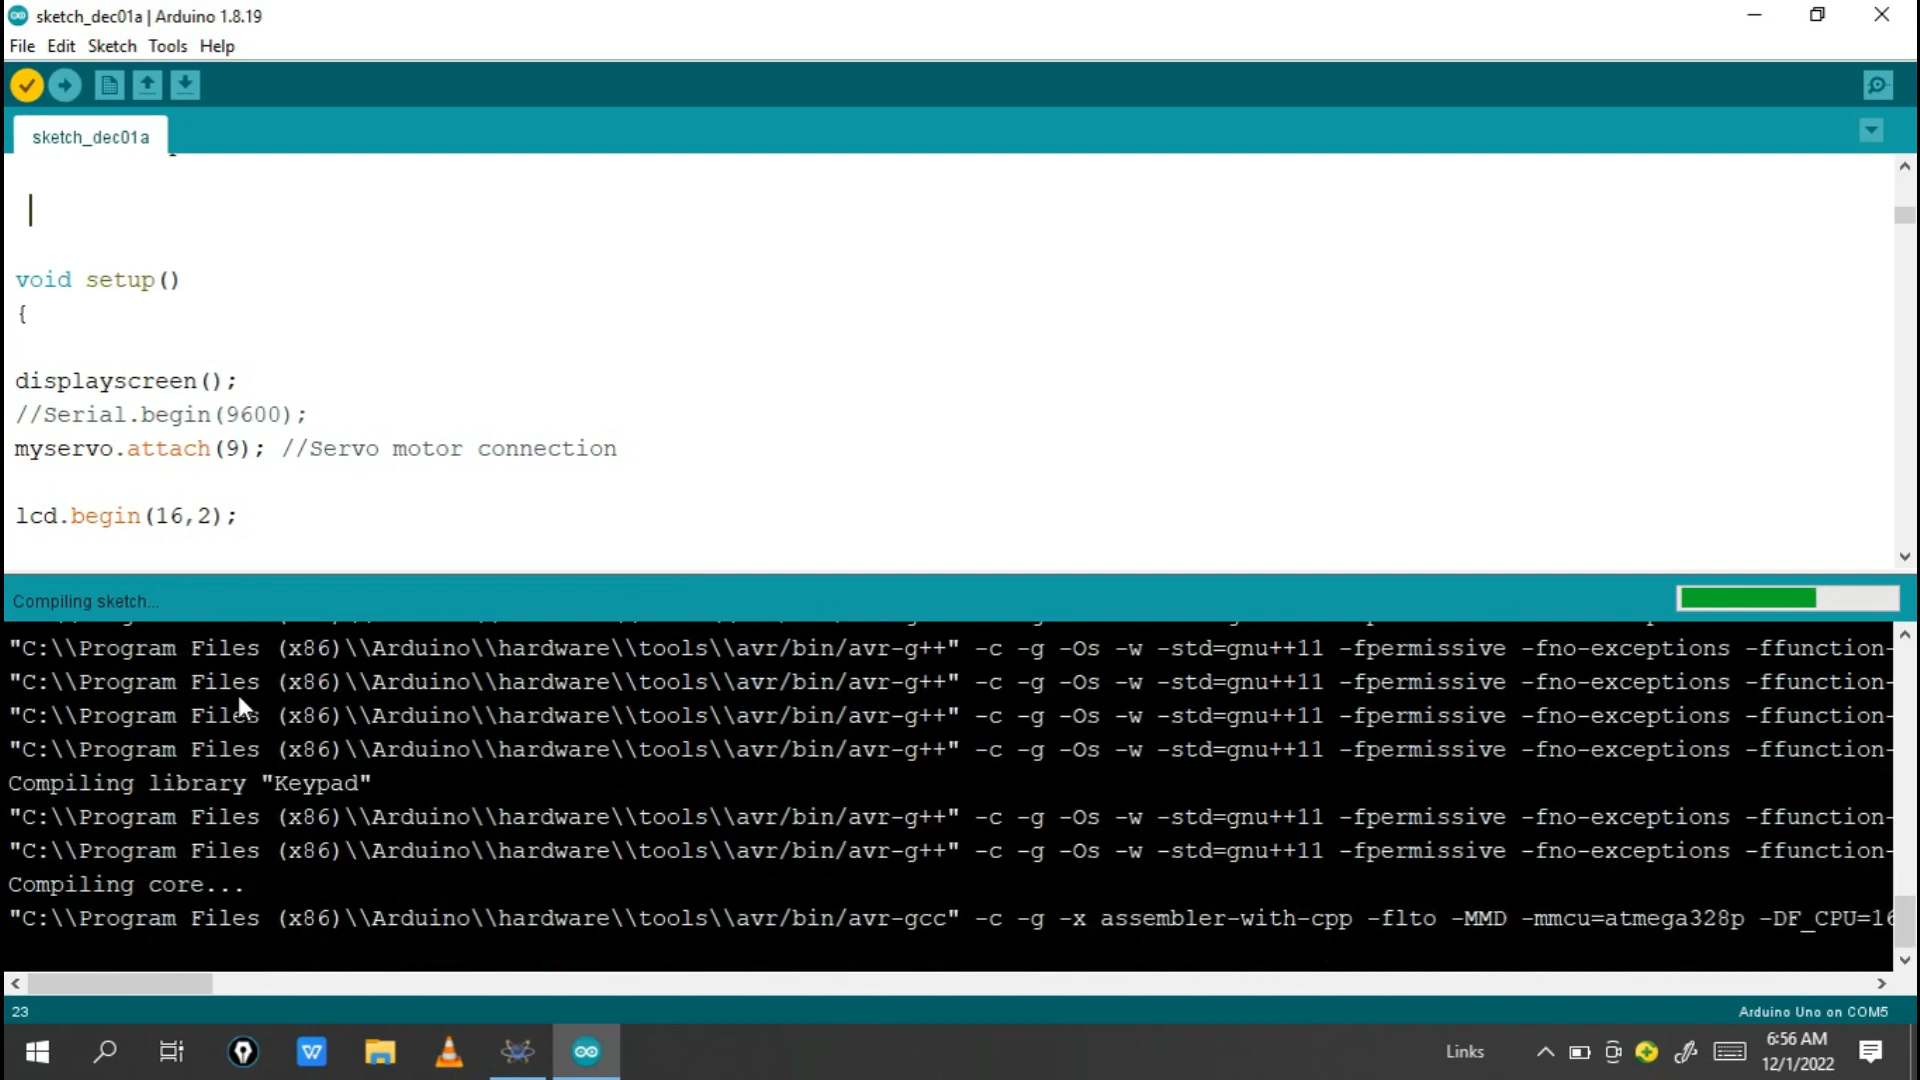 sketch_dec01a | Arduino 1.8.19
File Edit Sketch Tools Help
sketch_dec01a
void setup()
{
displayscreen();
//Serial.begin(9600);
myservo.attach(9); //Servo motor connection
lcd.begin(16,2);
Compiling sketch...
"C:\\Program Files (x86)\\Arduino\\hardware\\tools\\avr/bin/avr-g++" -c -g -Os -w -std=gnu++11 -fpermissive -fno-exceptions -ffunction-
"C:\\Program Files (x86)\\Arduino\\hardware\\tools\\avr/bin/avr-g++" -c -g -Os -w -std=gnu++11 -fpermissive -fno-exceptions -ffunction-
"C:\\Program Files (x86)\\Arduino\\hardware\\tools\\avr/bin/avr-g++" -c -g -Os -w -std=gnu++11 -fpermissive -fno-exceptions -ffunction-
"C:\\Program Files (x86)\\Arduino\\hardware\\tools\\avr/bin/avr-g++" -c -g -Os -w -std=gnu++11 -fpermissive -fno-exceptions -ffunction-
Compiling library "Keypad"
"C:\\Program Files (x86)\\Arduino\\hardware\\tools\\avr/bin/avr-g++" -c -g -Os -w -std=gnu++11 -fpermissive -fno-exceptions -ffunction-
"C:\\Program Files (x86)\\Arduino\\hardware\\tools\\avr/bin/avr-g++" -c -g -Os -w -std=gnu++11 -fpermissive -fno-exceptions -ffunction-
Compiling core...
"C:\\Program Files (x86)\\Arduino\\hardware\\tools\\avr/bin/avr-gcc" -c -g -x assembler-with-cpp -flto -MMD -mmcu=atmega328p -DF_CPU=16
23
Arduino Uno on COM5
Links
6:56 AM
12/1/2022